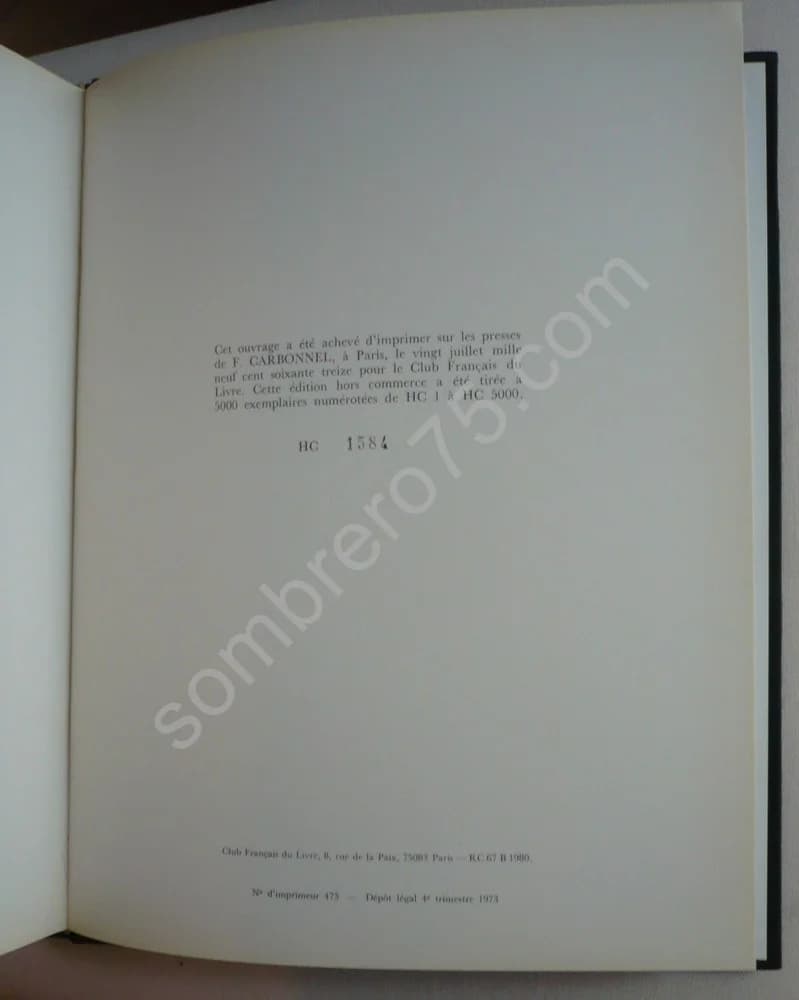 Cet ouvrage a été achevé d'imprimer sur les presses
de F. CARBONNEL, à Paris, le vingt juillet mille
neuf cent soixante treize pour le Club Français du
Livre. Cette édition hors commerce a été tirée à
5000 exemplaires numérotées de HC 1 à HC 5000.
HC 1584
sombrero75.com
Club Français du Livre, 8, rue de la Paix, 75003 Paris — R.C 67 B 1980.
N° d'imprimeur 475 — Dépôt légal 4e trimestre 1973